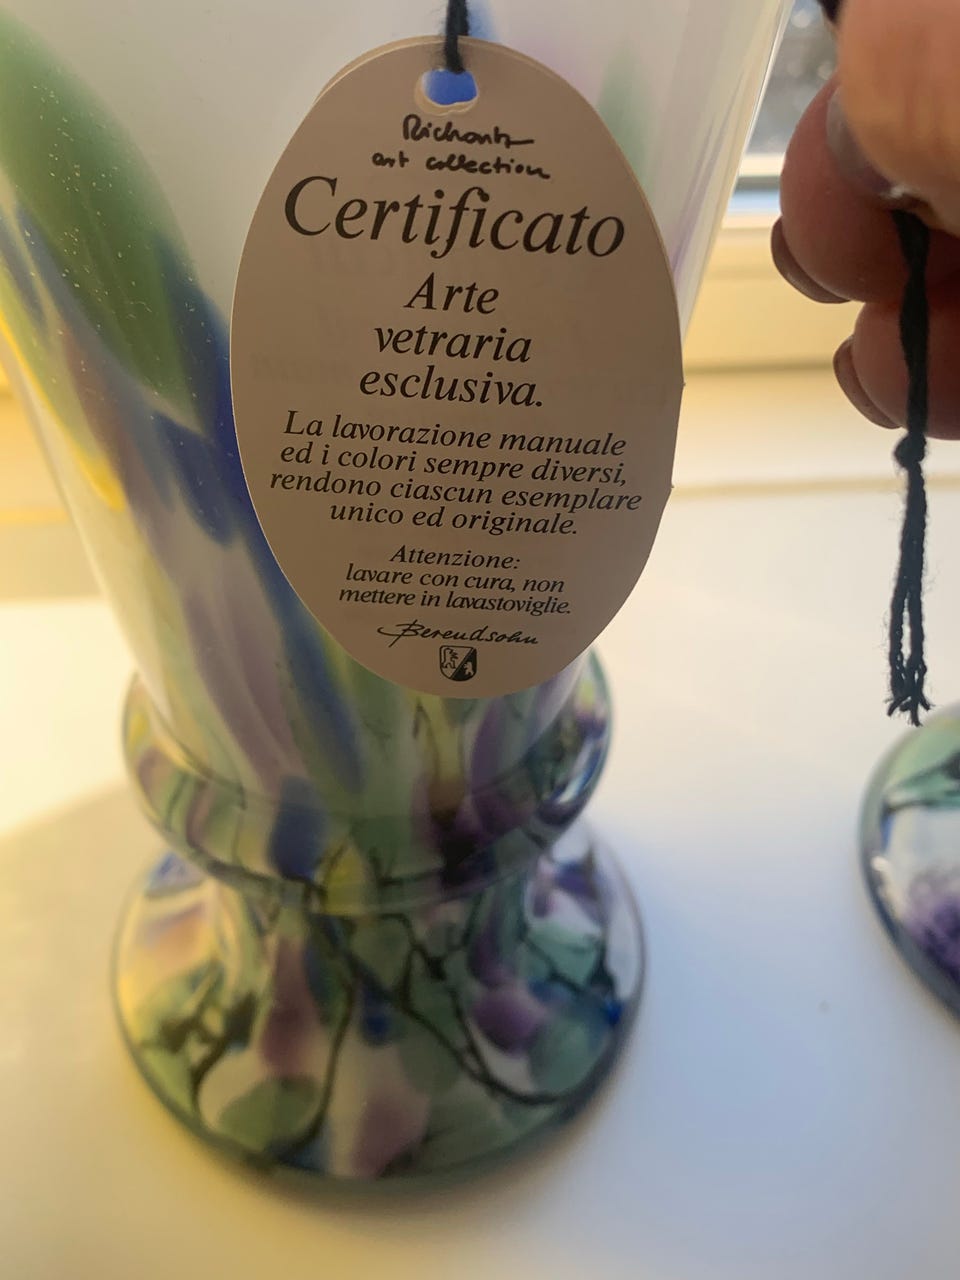 Richartz
art collection
Certificato
Arte
vetraria
esclusiva.
La lavorazione manuale
ed i colori sempre diversi,
rendono ciascun esemplare
unico ed originale.
Attenzione:
lavare con cura, non
mettere in lavastoviglie.
Berendsohn